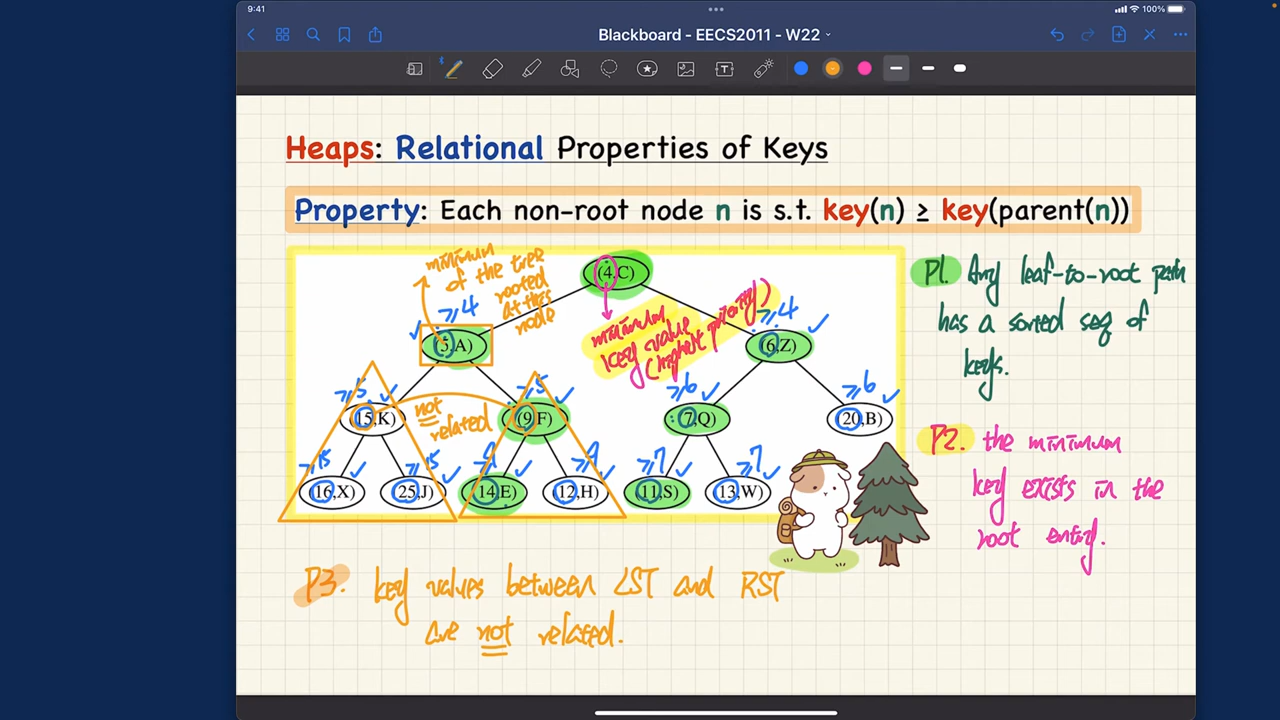 9:41
100%
Blackboard - EECS2011 - W22
Heaps: Relational Properties of Keys
Property: Each non-root node n is s.t. key(n) ≥ key(parent(n))
minimum
of the tree
rooted
at this
node
(4,C)
≥4
(5,A)
minimum
key value
(highest priority)
≥4
(6,Z)
≥15
(15,K)
not
related
≥5
(9,F)
≥6
(7,Q)
≥6
(20,B)
≥15
(16,X)
≥15
(25,J)
≥9
(14,E)
≥9
(12,H)
≥7
(11,S)
≥7
(13,W)
P1. Any leaf-to-root path
has a sorted seq of
keys.
P2. the minimum
key exists in the
root entry.
P3. key values between LST and RST
are not related.